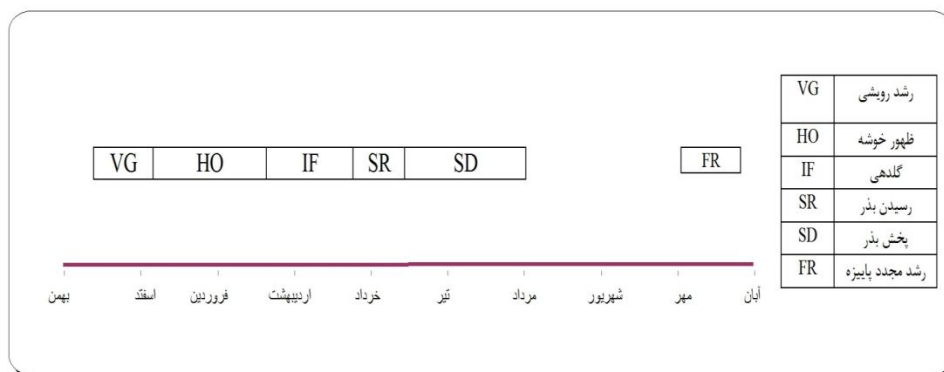 VG رشد رویشی
HO ظهور خوشه
IF گلدهی
SR رسیدن بذر
SD پخش بذر
FR رشد مجدد پاییزه
VG HO IF SR SD FR
بهمن اسفند فروردین اردیبهشت خرداد تیر مرداد شهریور مهر آبان